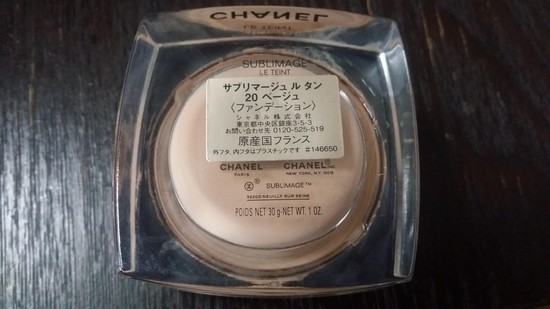 CHANEL
SUBLIMAGE
LE TEINT
サブリマージュ ル タン
20 ベージュ
〈ファンデーション〉
シャネル株式会社
東京都中央区銀座3-5-3
お問い合わせ先 0120-525-519
原産国フランス
外フタ、内フタはプラスチックです #146650
CHANEL CHANEL
PARIS NEW YORK, N.Y.
SUBLIMAGE™
NEUILLY SUR SEINE
POIDS NET 30 g-NET WT. 1 OZ.